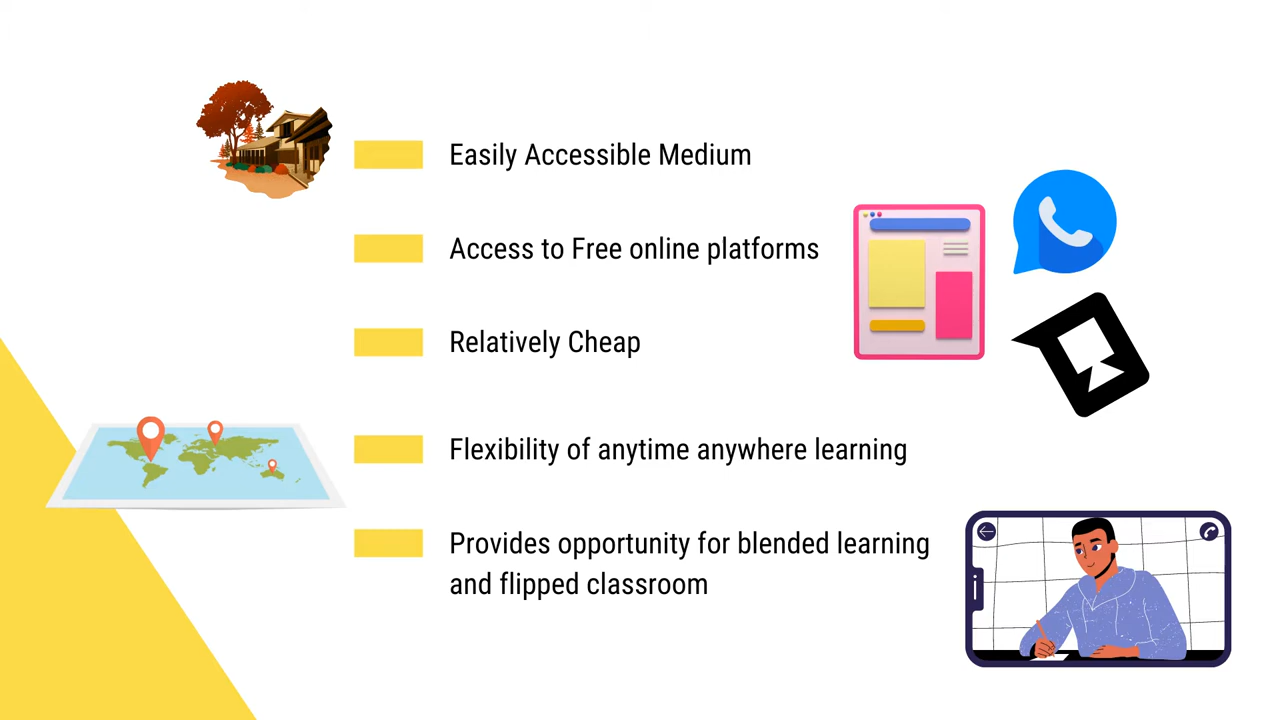 Easily Accessible Medium
Access to Free online platforms
Relatively Cheap
Flexibility of anytime anywhere learning
Provides opportunity for blended learning
and flipped classroom